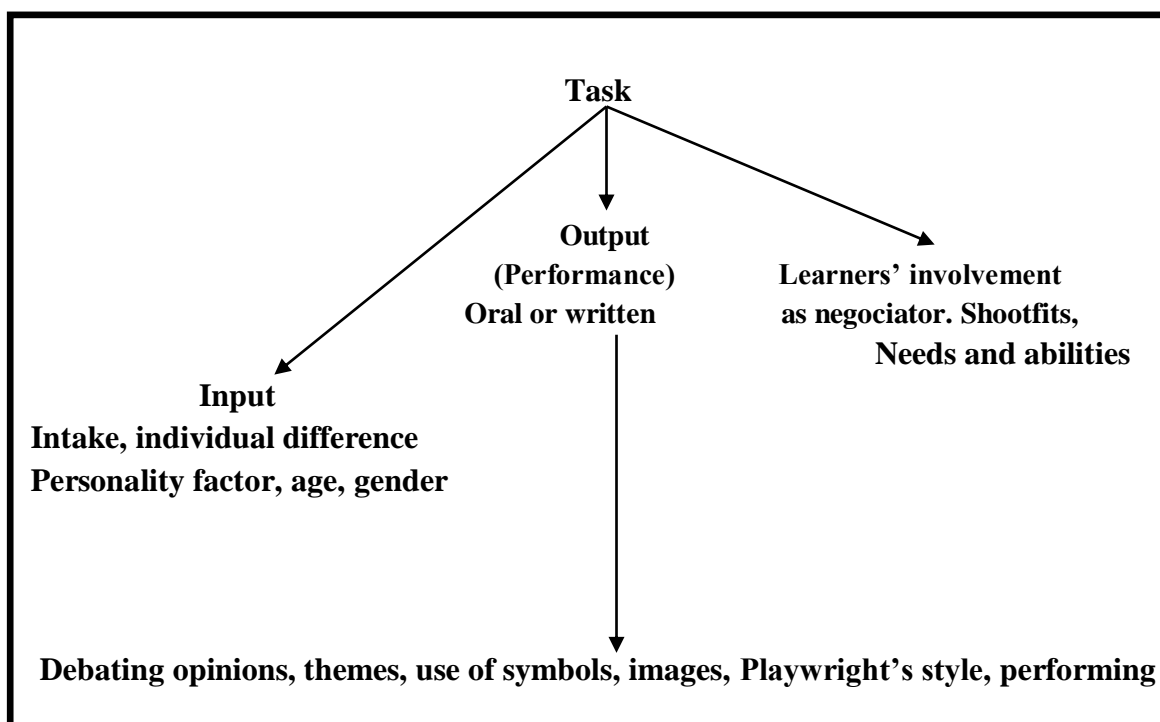 Task
Output
(Performance)
Oral or written
Learners’ involvement
as negociator. Shootfits,
Needs and abilities
Input
Intake, individual difference
Personality factor, age, gender
Debating opinions, themes, use of symbols, images, Playwright’s style, performing